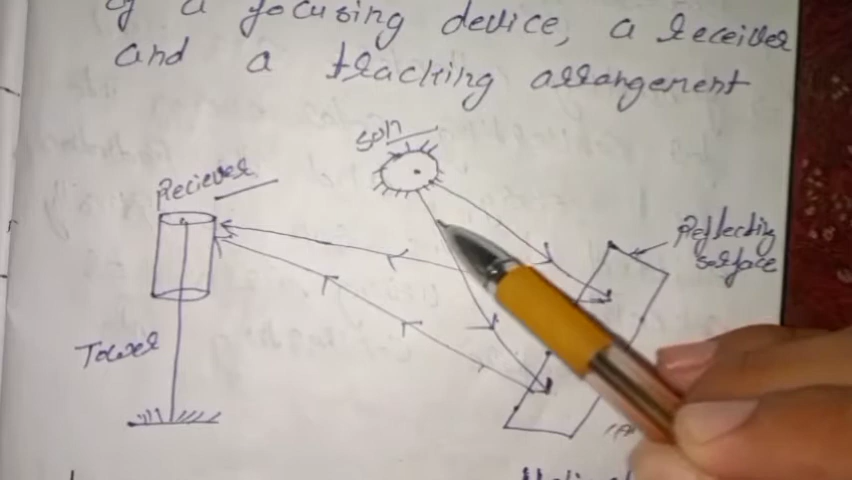 of a focusing device, a receiver
and a tracking arrangement
Sun
Reciever
Reflecting
surface
Tower